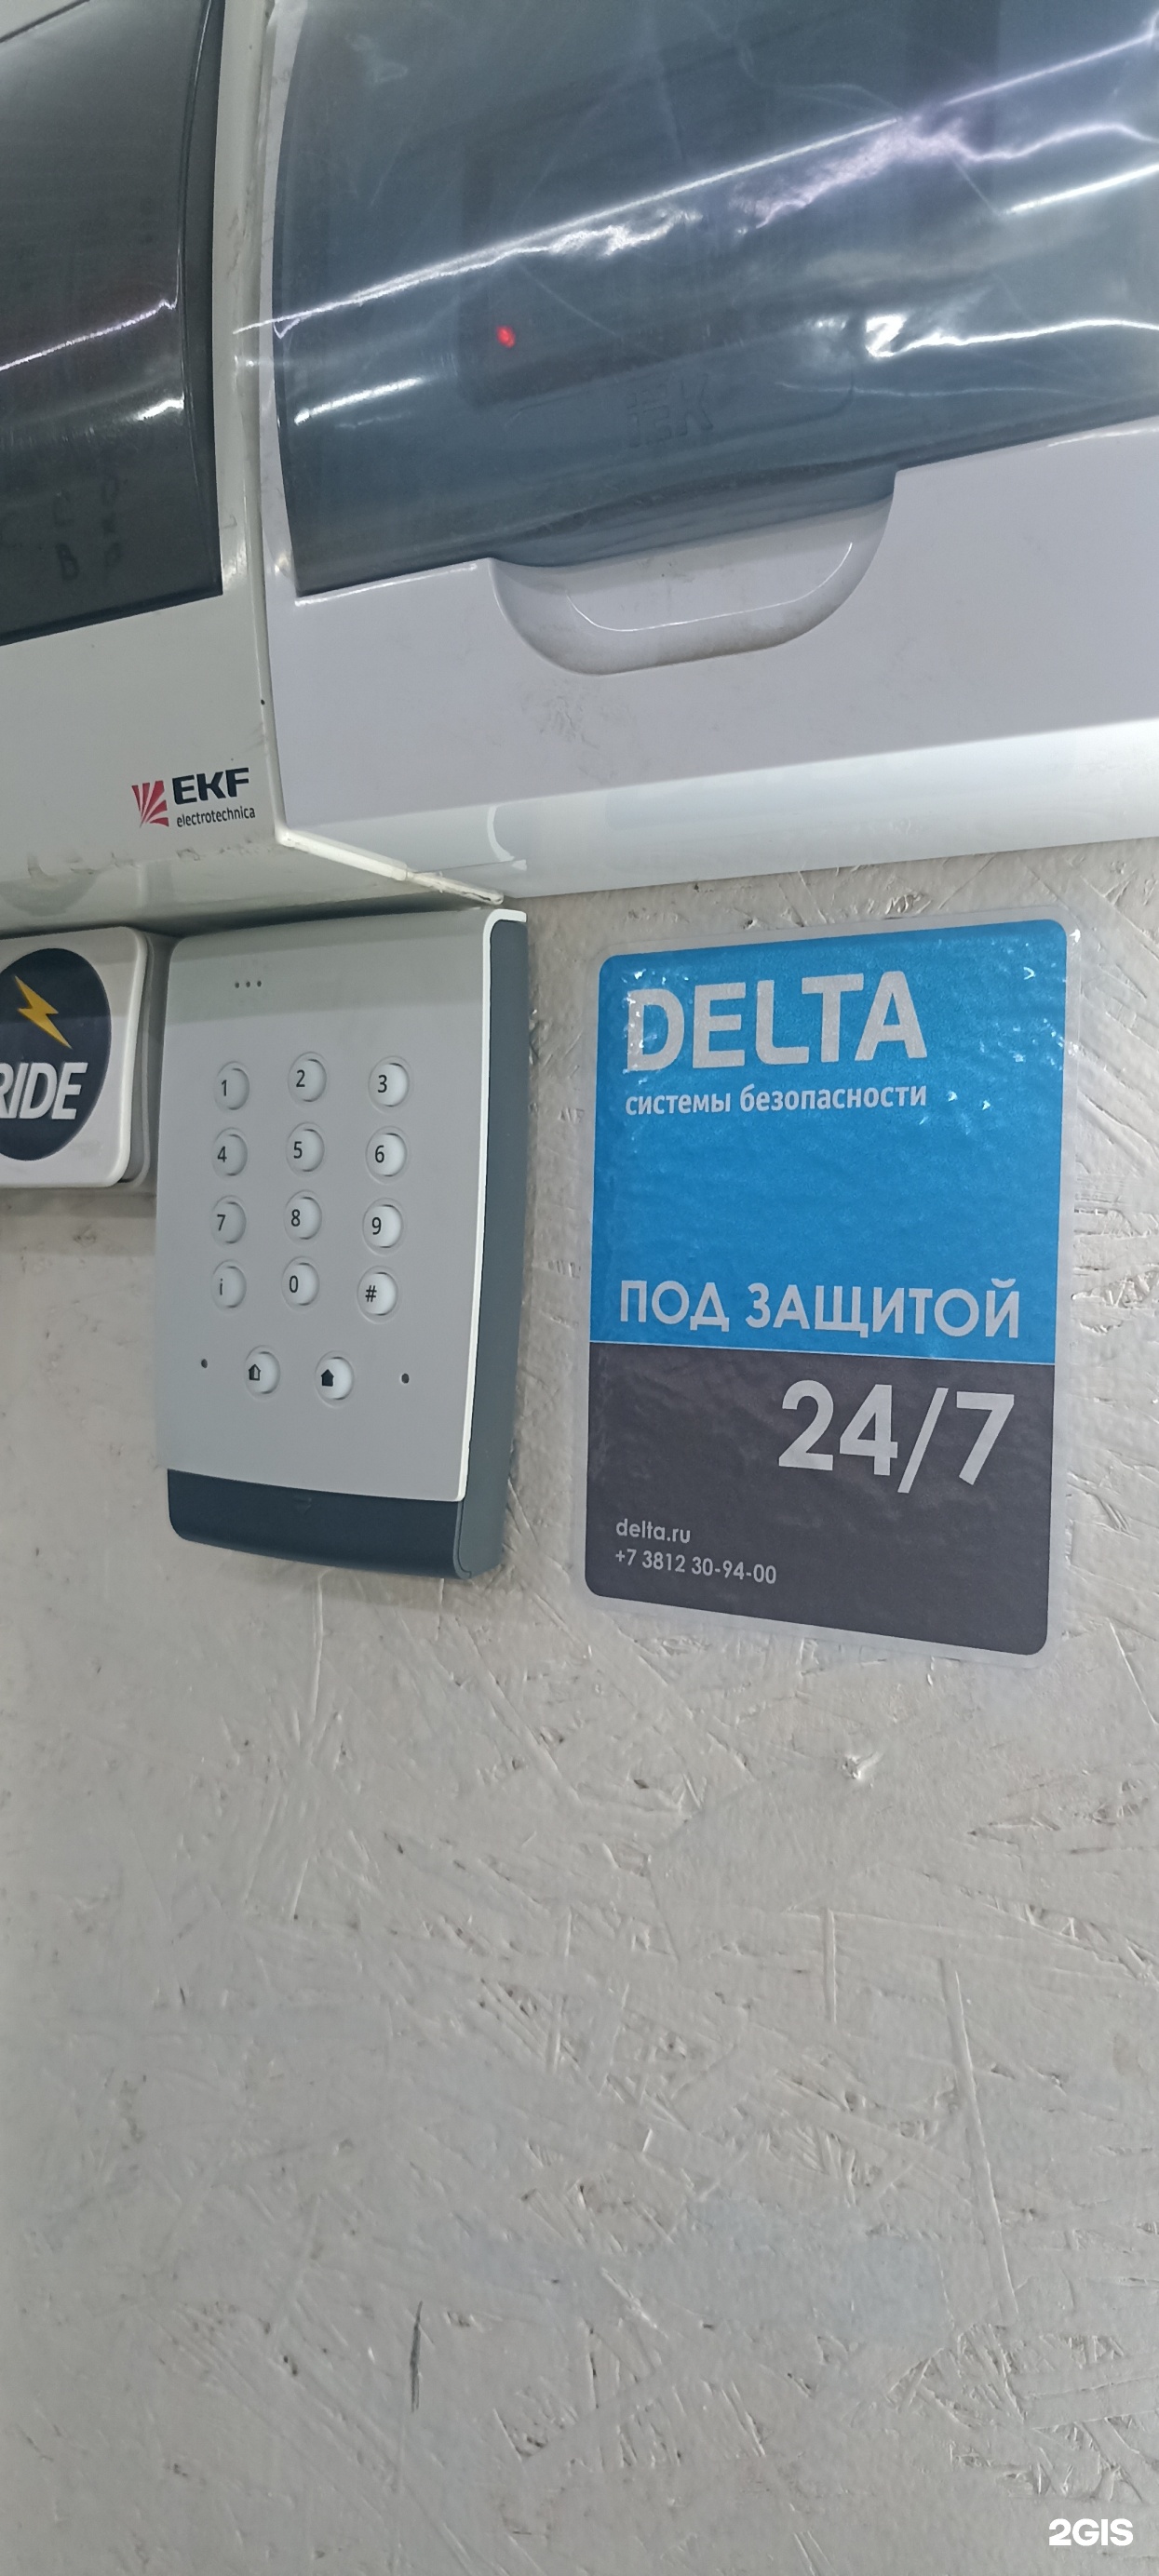 EKF
electrotechnica
RIDE
1 2 3
4 5 6
7 8 9
i 0 #
DELTA
системы безопасности
ПОД ЗАЩИТОЙ
24/7
delta.ru
+7 3812 30-94-00
2GIS